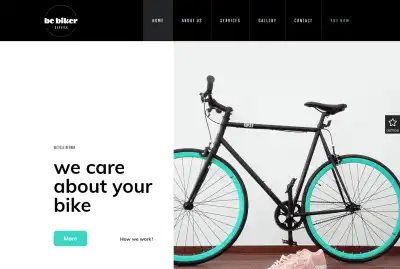 be biker
SERVICE
HOME
ABOUT US
SERVICES
GALLERY
CONTACT
BUY NOW
BICYCLE REPAIR
we care
about your
bike
More
How we work?